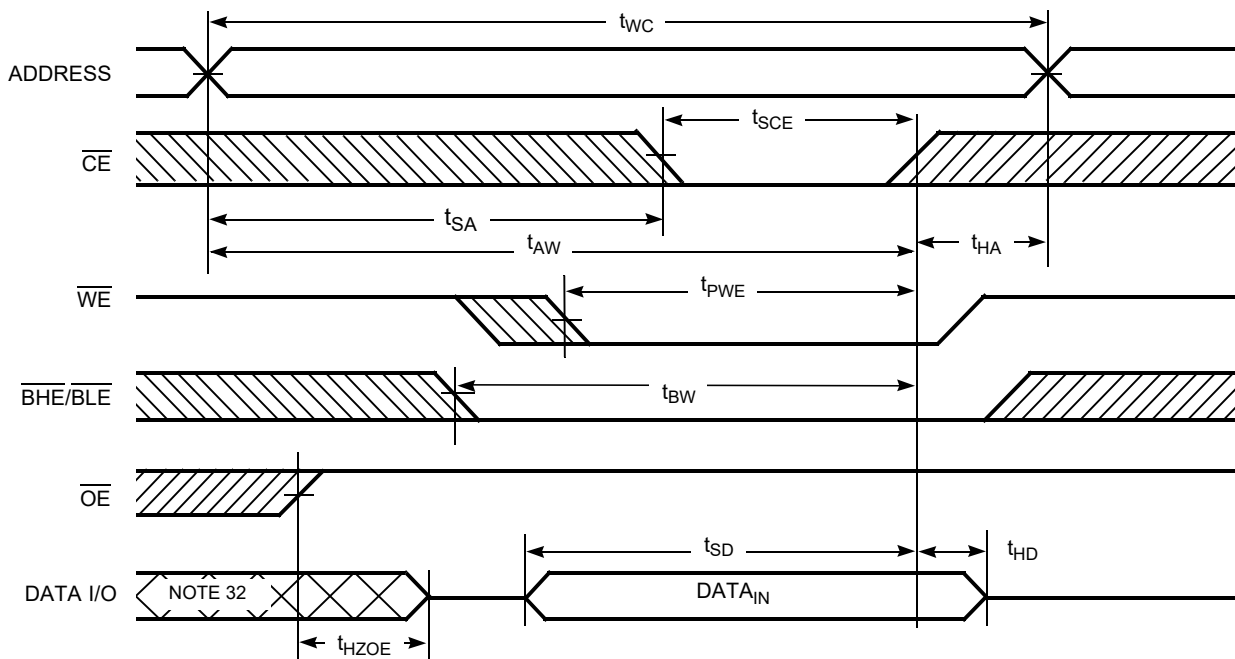 tWC
ADDRESS
tSCE
CE
tSA
tAW
tHA
WE
tPWE
BHE/BLE
tBW
OE
tSD
tHD
DATA I/O
NOTE 32
DATAIN
tHZOE